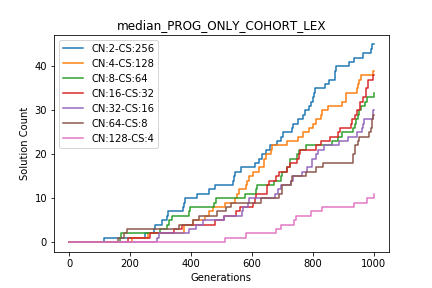 median_PROG_ONLY_COHORT_LEX
CN:2-CS:256
CN:4-CS:128
CN:8-CS:64
CN:16-CS:32
CN:32-CS:16
CN:64-CS:8
CN:128-CS:4
Solution Count
40
30
20
10
0
0 200 400 600 800 1000
Generations